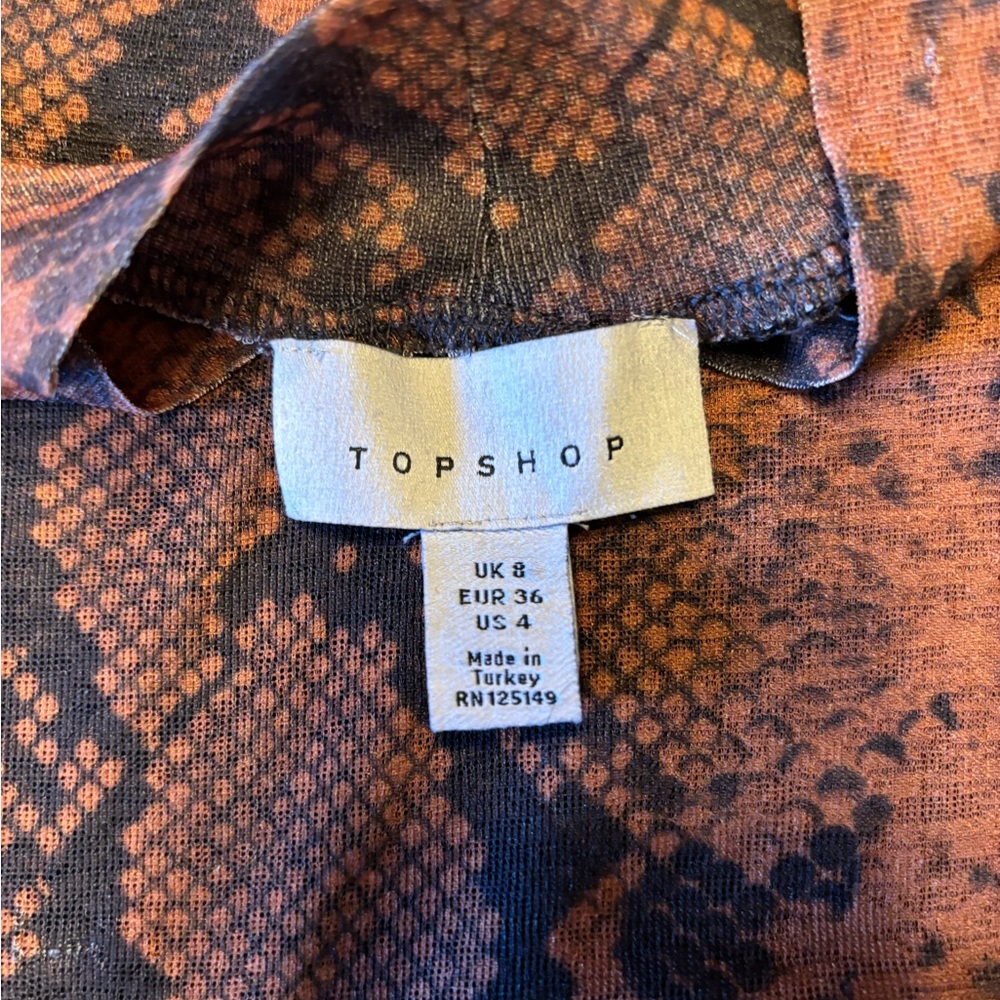 TOPSHOP
UK 8
EUR 36
US 4
Made in
Turkey
RN125149